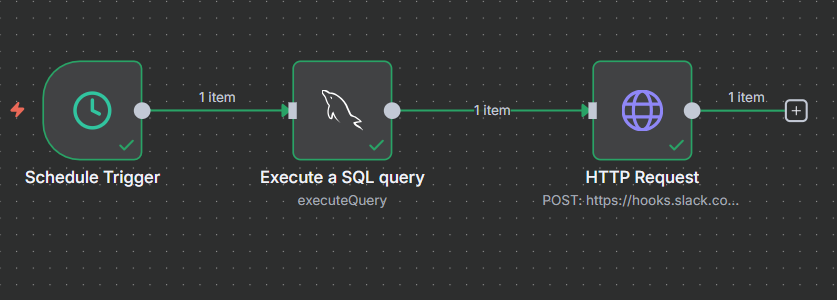 1 item
1 item
1 item
Schedule Trigger
Execute a SQL query
executeQuery
HTTP Request
POST: https://hooks.slack.co...